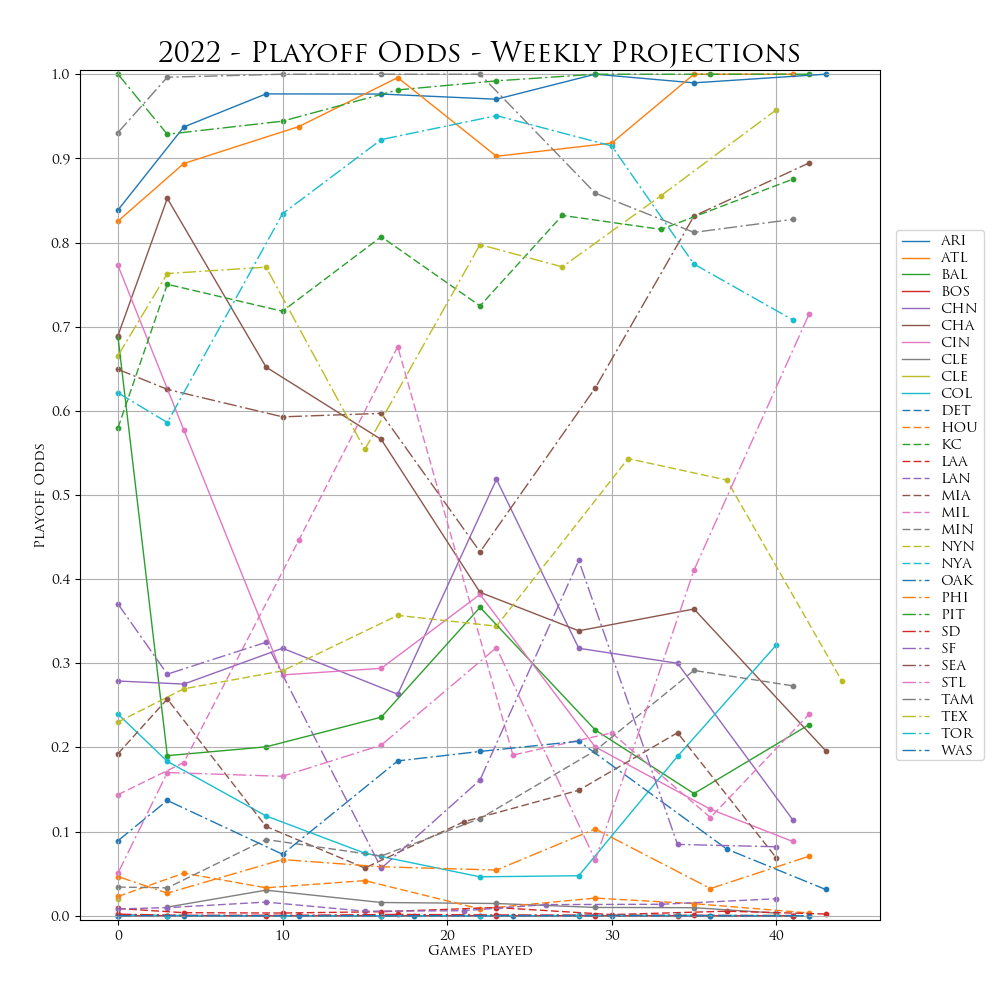 2022 - Playoff Odds - Weekly Projections
1.0
0.9
0.8
0.7
0.6
0.5
0.4
0.3
0.2
0.1
0.0
Playoff Odds
0 10 20 30 40
Games Played
ARI
ATL
BAL
BOS
CHN
CHA
CIN
CLE
CLE
COL
DET
HOU
KC
LAA
LAN
MIA
MIL
MIN
NYN
NYA
OAK
PHI
PIT
SD
SF
SEA
STL
TAM
TEX
TOR
WAS